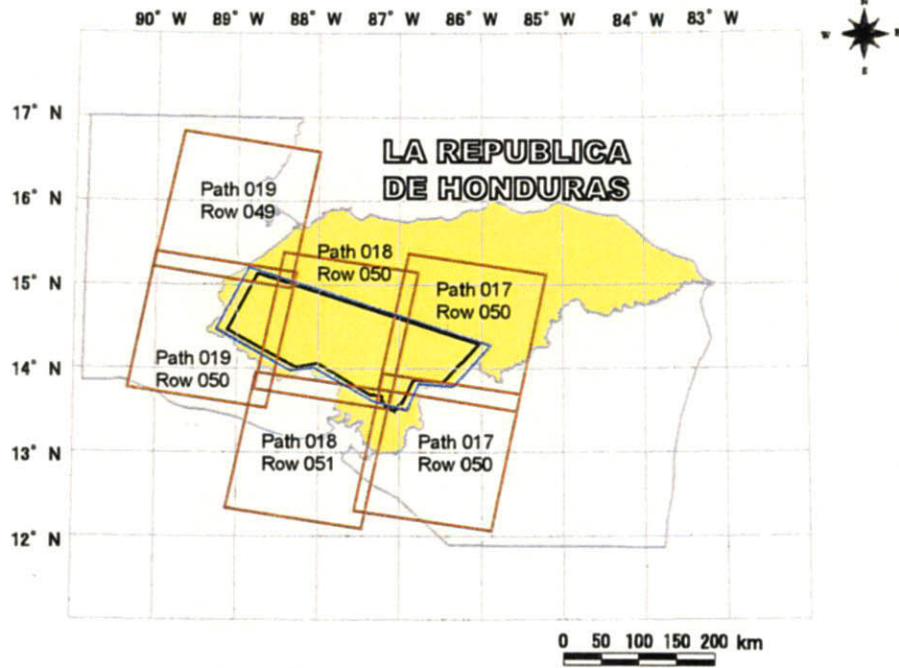 90° W 89° W 88° W 87° W 86° W 85° W 84° W 83° W
N
W
E
17° N
LA REPUBLICA
DE HONDURAS
Path 019
Row 049
16° N
Path 018
Row 050
15° N
Path 017
Row 050
14° N
Path 019
Row 050
13° N
Path 018
Row 051
Path 017
Row 050
12° N
0 50 100 150 200 km